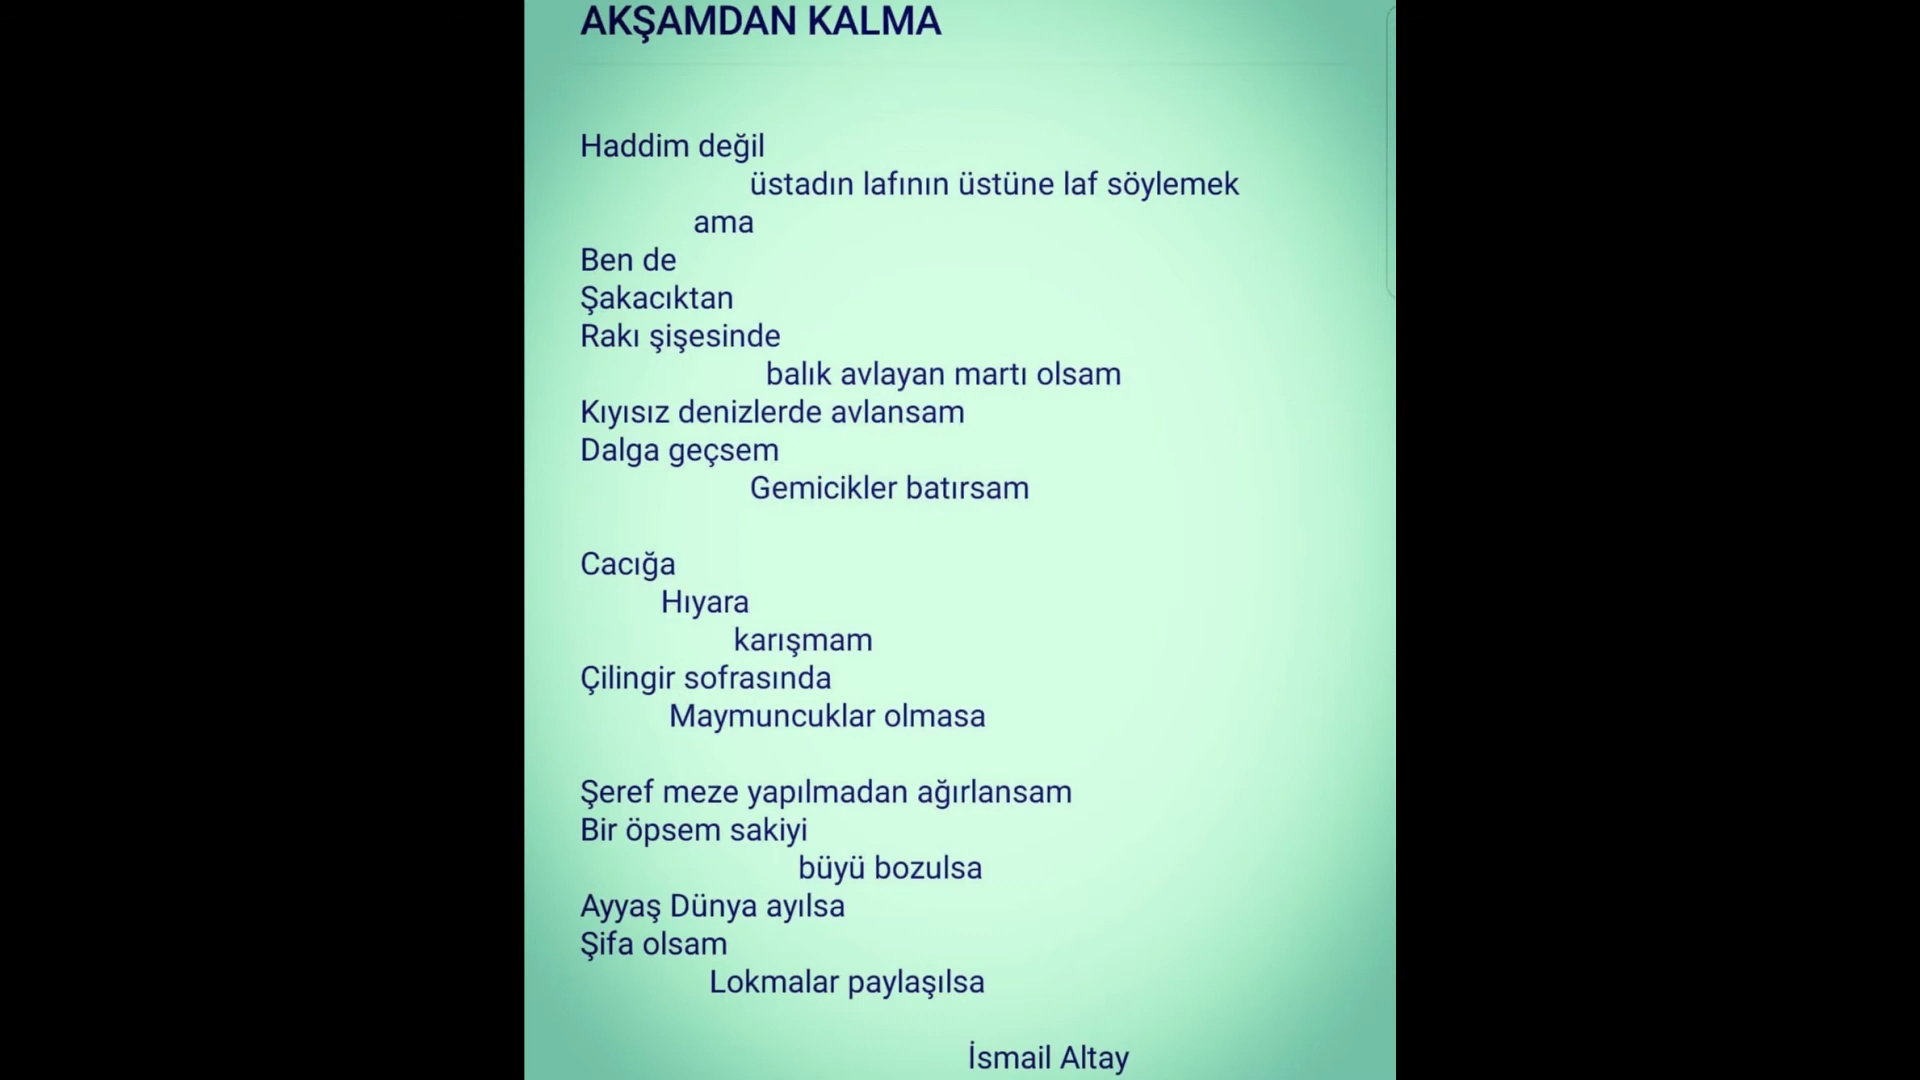 AKŞAMDAN KALMA
Haddim değil
üstadın lafının üstüne laf söylemek
ama
Ben de
Şakacıktan
Rakı şişesinde
balık avlayan martı olsam
Kıyısız denizlerde avlansam
Dalga geçsem
Gemicikler batırsam
Cacığa
Hıyara
karışmam
Çilingir sofrasında
Maymuncuklar olmasa
Şeref meze yapılmadan ağırlansam
Bir öpsem sakiyi
büyü bozulsa
Ayyaş Dünya ayılsa
Şifa olsam
Lokmalar paylaşılsa
İsmail Altay